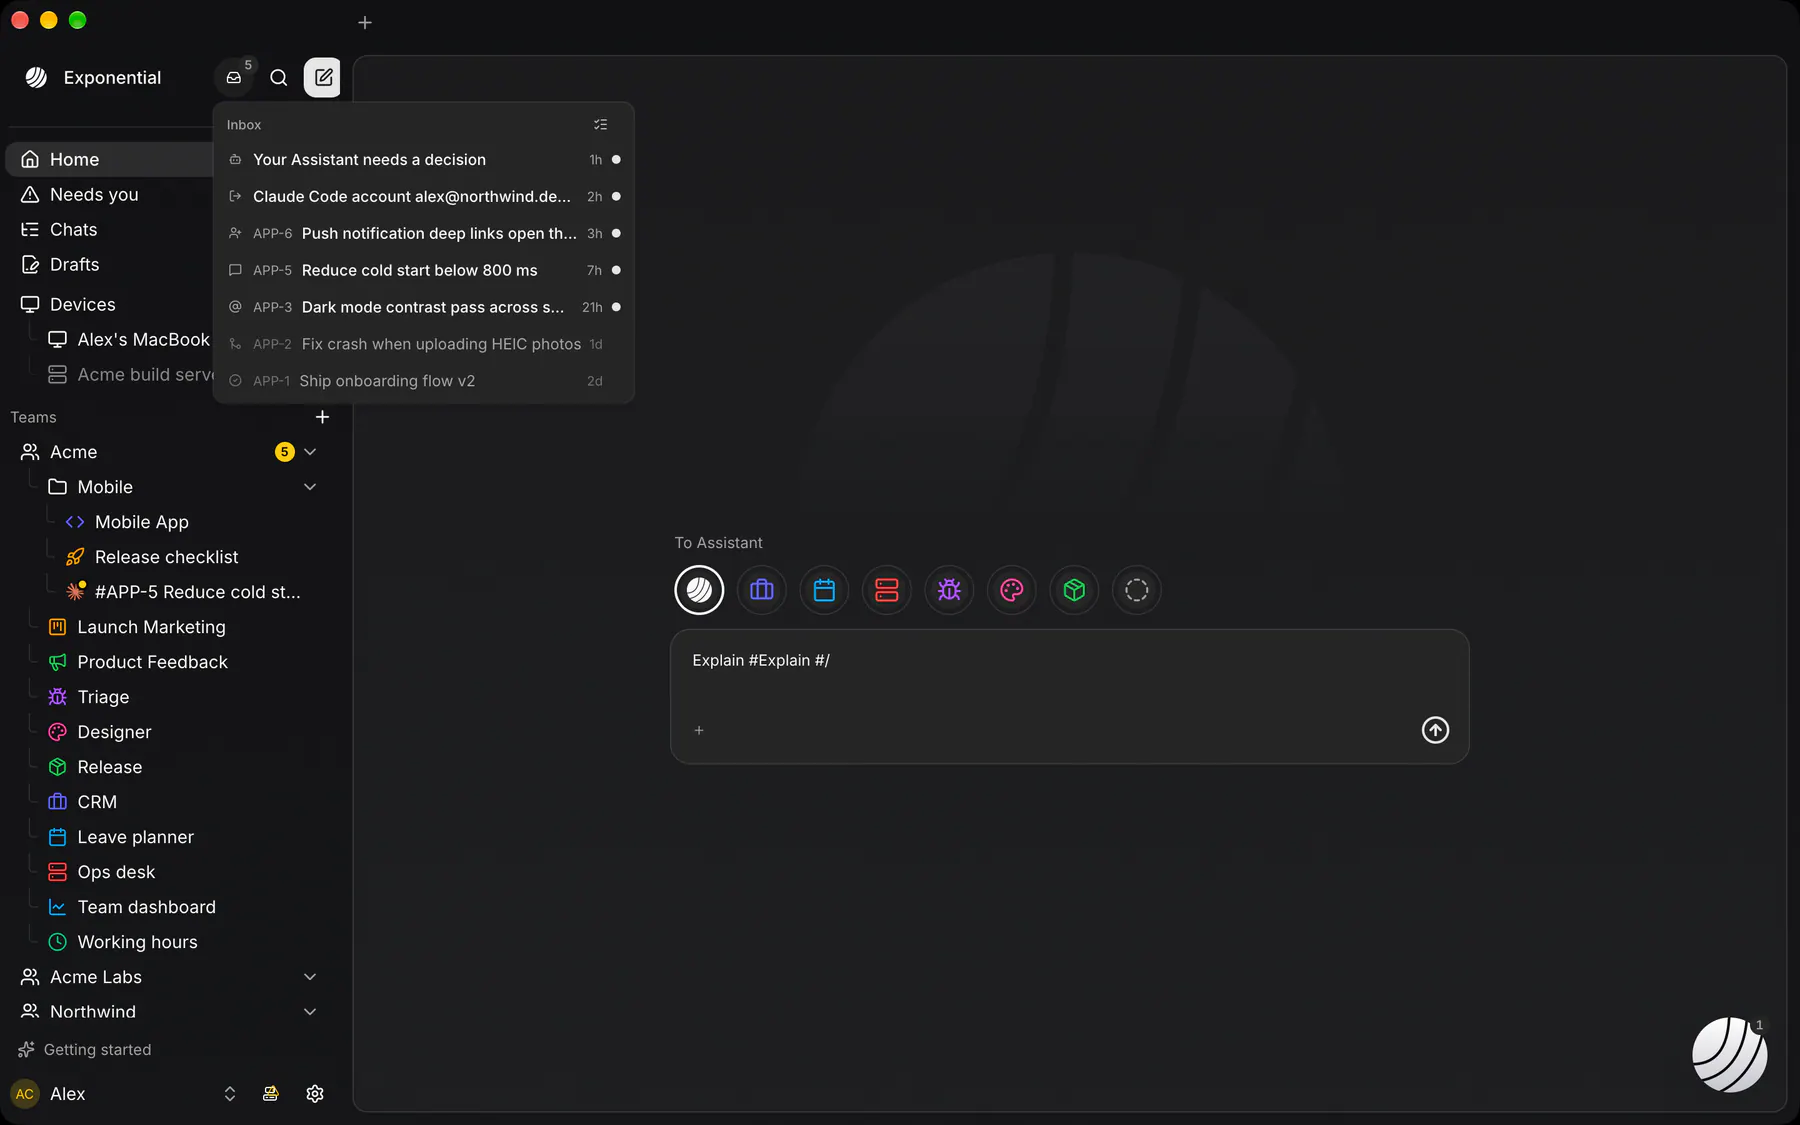 Exponential
5
Inbox
Your Assistant needs a decision 1h
Claude Code account alex@northwind.de... 2h
APP-6 Push notification deep links open th... 3h
APP-5 Reduce cold start below 800 ms 7h
APP-3 Dark mode contrast pass across s... 21h
APP-2 Fix crash when uploading HEIC photos 1d
APP-1 Ship onboarding flow v2 2d
Home
Needs you
Chats
Drafts
Devices
Alex's MacBook
Acme build serve
Teams
Acme 5
Mobile
Mobile App
Release checklist
#APP-5 Reduce cold st...
Launch Marketing
Product Feedback
Triage
Designer
Release
CRM
Leave planner
Ops desk
Team dashboard
Working hours
Acme Labs
Northwind
Getting started
AC Alex
To Assistant
Explain #Explain #/
1